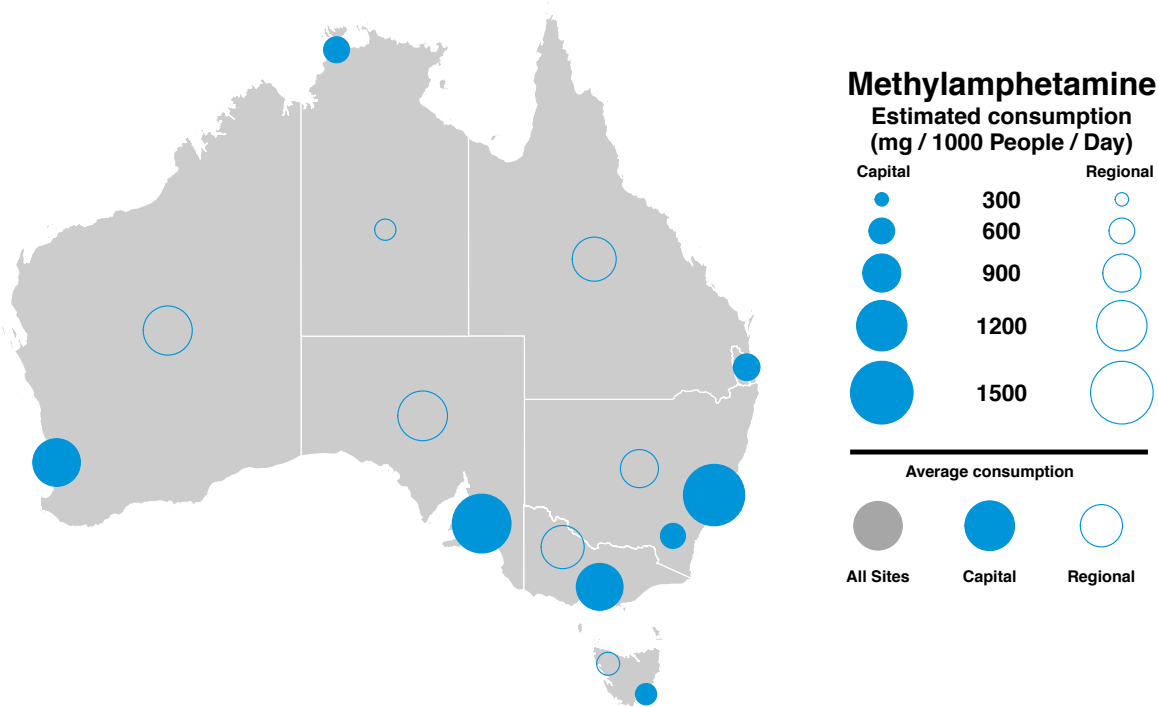 Methylamphetamine
Estimated consumption
(mg / 1000 People / Day)
Capital Regional
300
600
900
1200
1500
Average consumption
All Sites Capital Regional